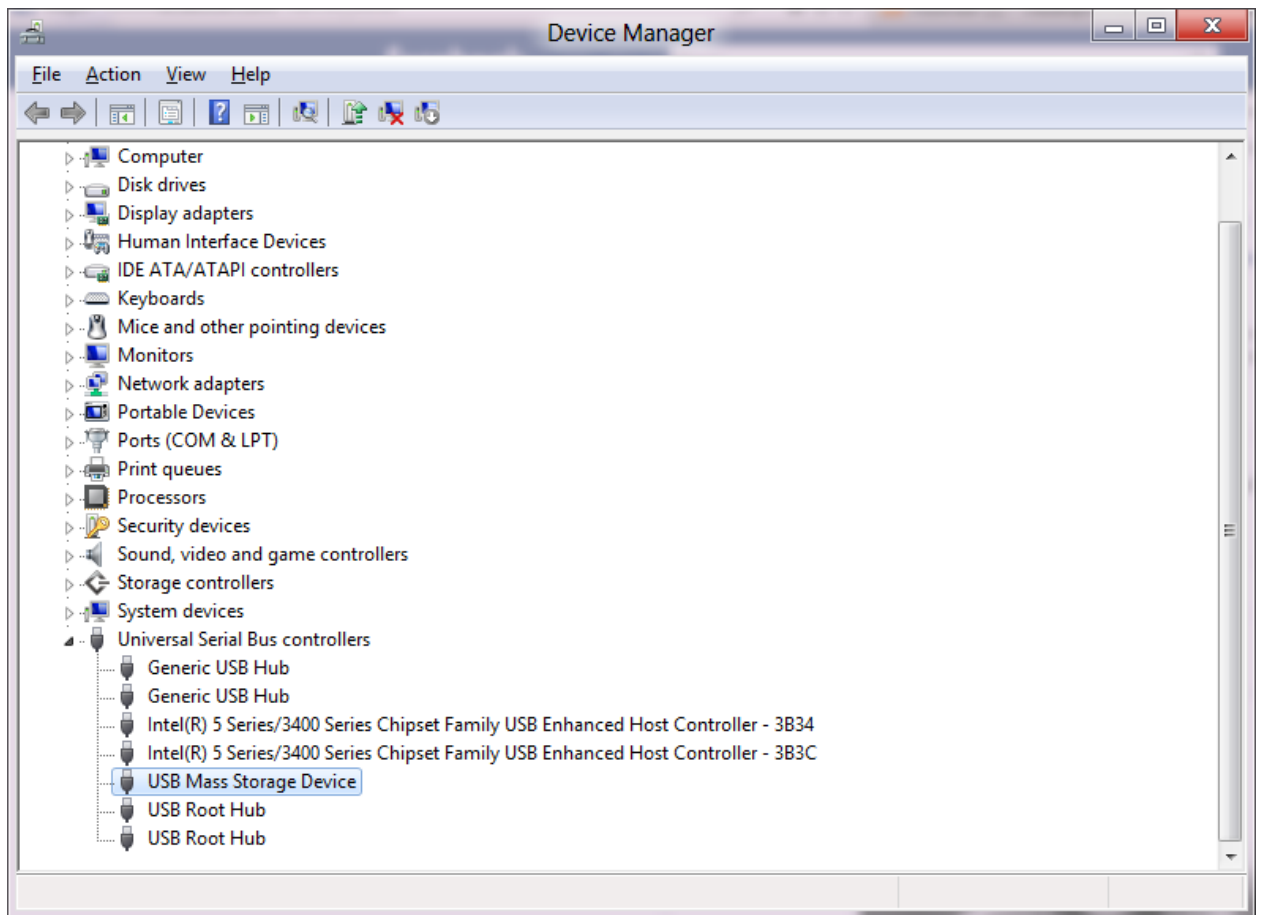 Device Manager
File Action View Help
Computer
Disk drives
Display adapters
Human Interface Devices
IDE ATA/ATAPI controllers
Keyboards
Mice and other pointing devices
Monitors
Network adapters
Portable Devices
Ports (COM & LPT)
Print queues
Processors
Security devices
Sound, video and game controllers
Storage controllers
System devices
Universal Serial Bus controllers
Generic USB Hub
Generic USB Hub
Intel(R) 5 Series/3400 Series Chipset Family USB Enhanced Host Controller - 3B34
Intel(R) 5 Series/3400 Series Chipset Family USB Enhanced Host Controller - 3B3C
USB Mass Storage Device
USB Root Hub
USB Root Hub